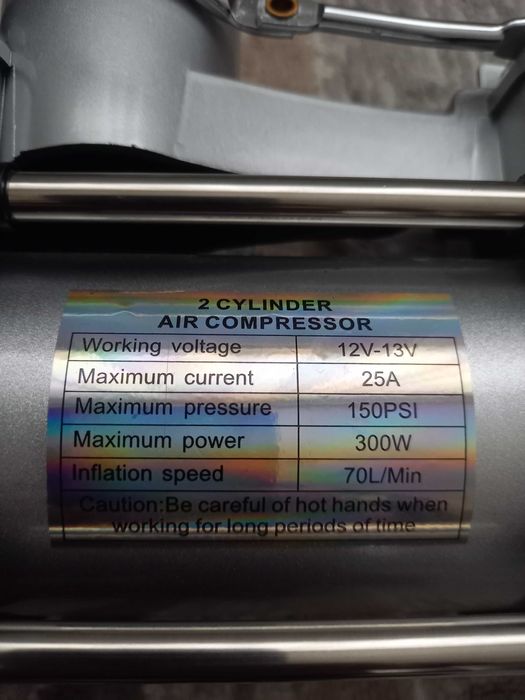 2 CYLINDER
AIR COMPRESSOR
Working voltage 12V-13V
Maximum current 25A
Maximum pressure 150PSI
Maximum power 300W
Inflation speed 70L/Min
Caution:Be careful of hot hands when
working for long periods of time